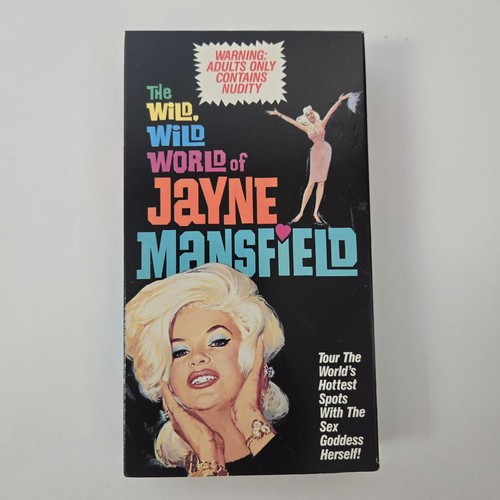 WARNING:
ADULTS ONLY
CONTAINS
NUDITY
The
WILD,
WILD
WORLD of
JAYNE
MANSFIELD
Tour The
World's
Hottest
Spots
With The
Sex
Goddess
Herself!